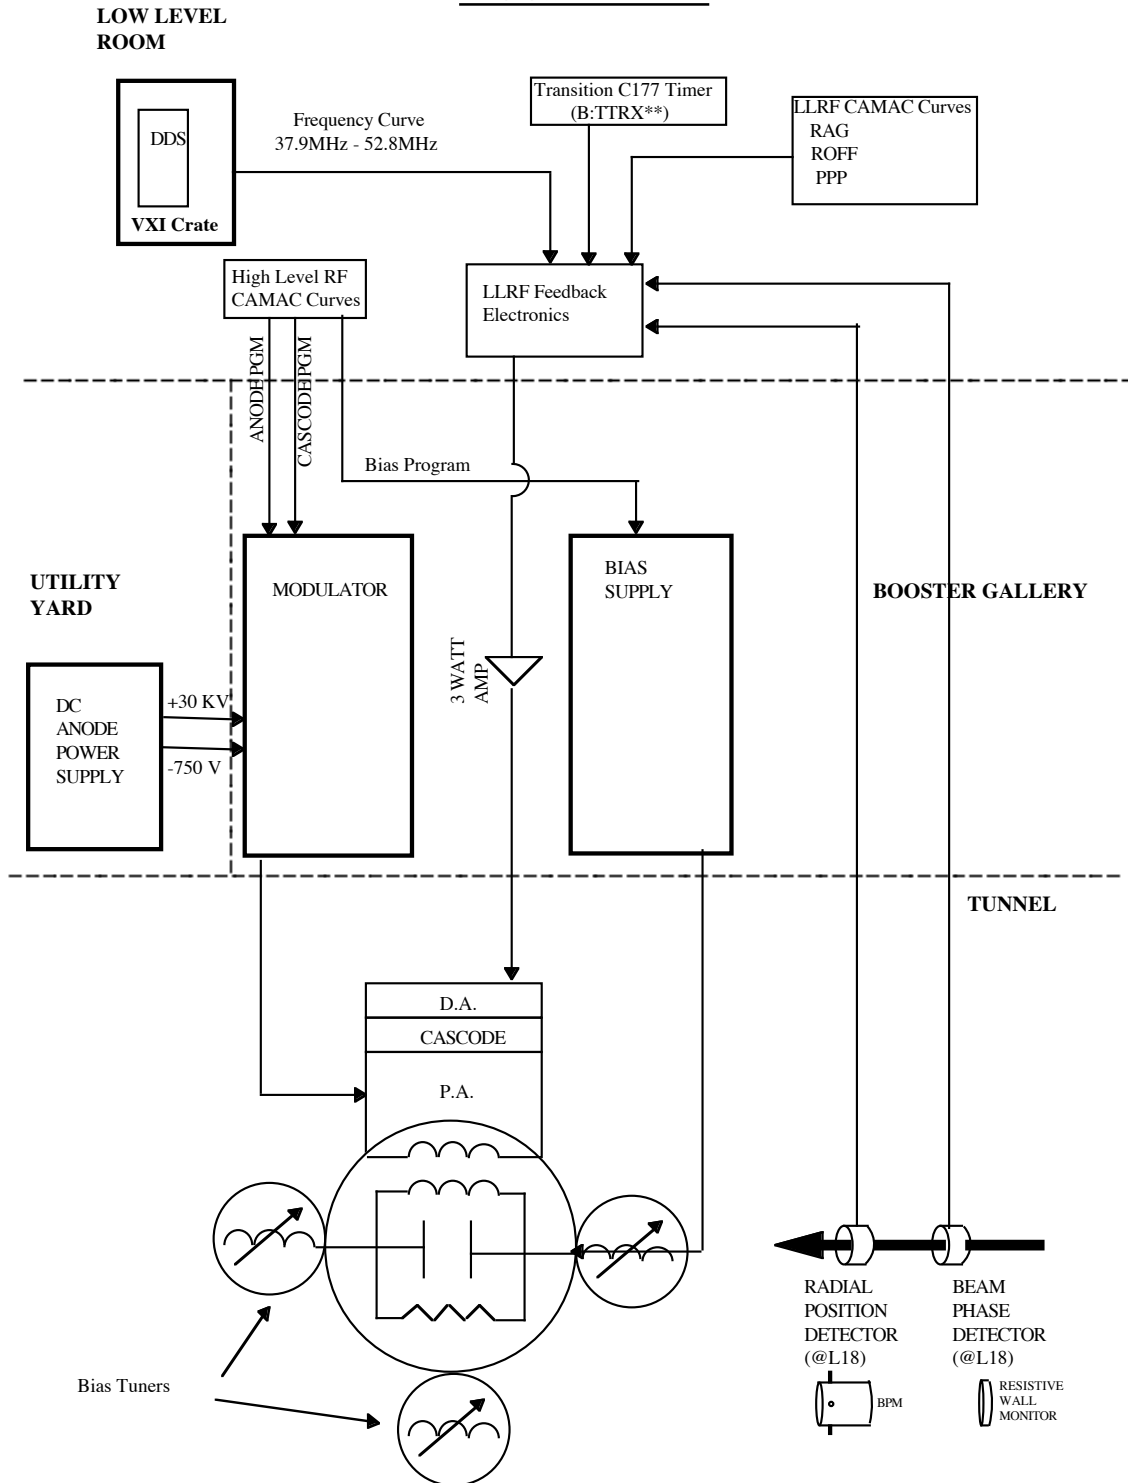 LOW LEVEL
ROOM
DDS
VXI Crate
Frequency Curve
37.9MHz - 52.8MHz
Transition C177 Timer
(B:TTRX**)
LLRF CAMAC Curves
RAG
ROFF
PPP
High Level RF
CAMAC Curves
LLRF Feedback
Electronics
ANODE PGM
CASCODE PGM
Bias Program
UTILITY
YARD
MODULATOR
BIAS
SUPPLY
BOOSTER GALLERY
3 WATT
AMP
DC
ANODE
POWER
SUPPLY
+30 KV
-750 V
TUNNEL
D.A.
CASCODE
P.A.
RADIAL
POSITION
DETECTOR
(@L18)
BEAM
PHASE
DETECTOR
(@L18)
Bias Tuners
BPM
RESISTIVE
WALL
MONITOR